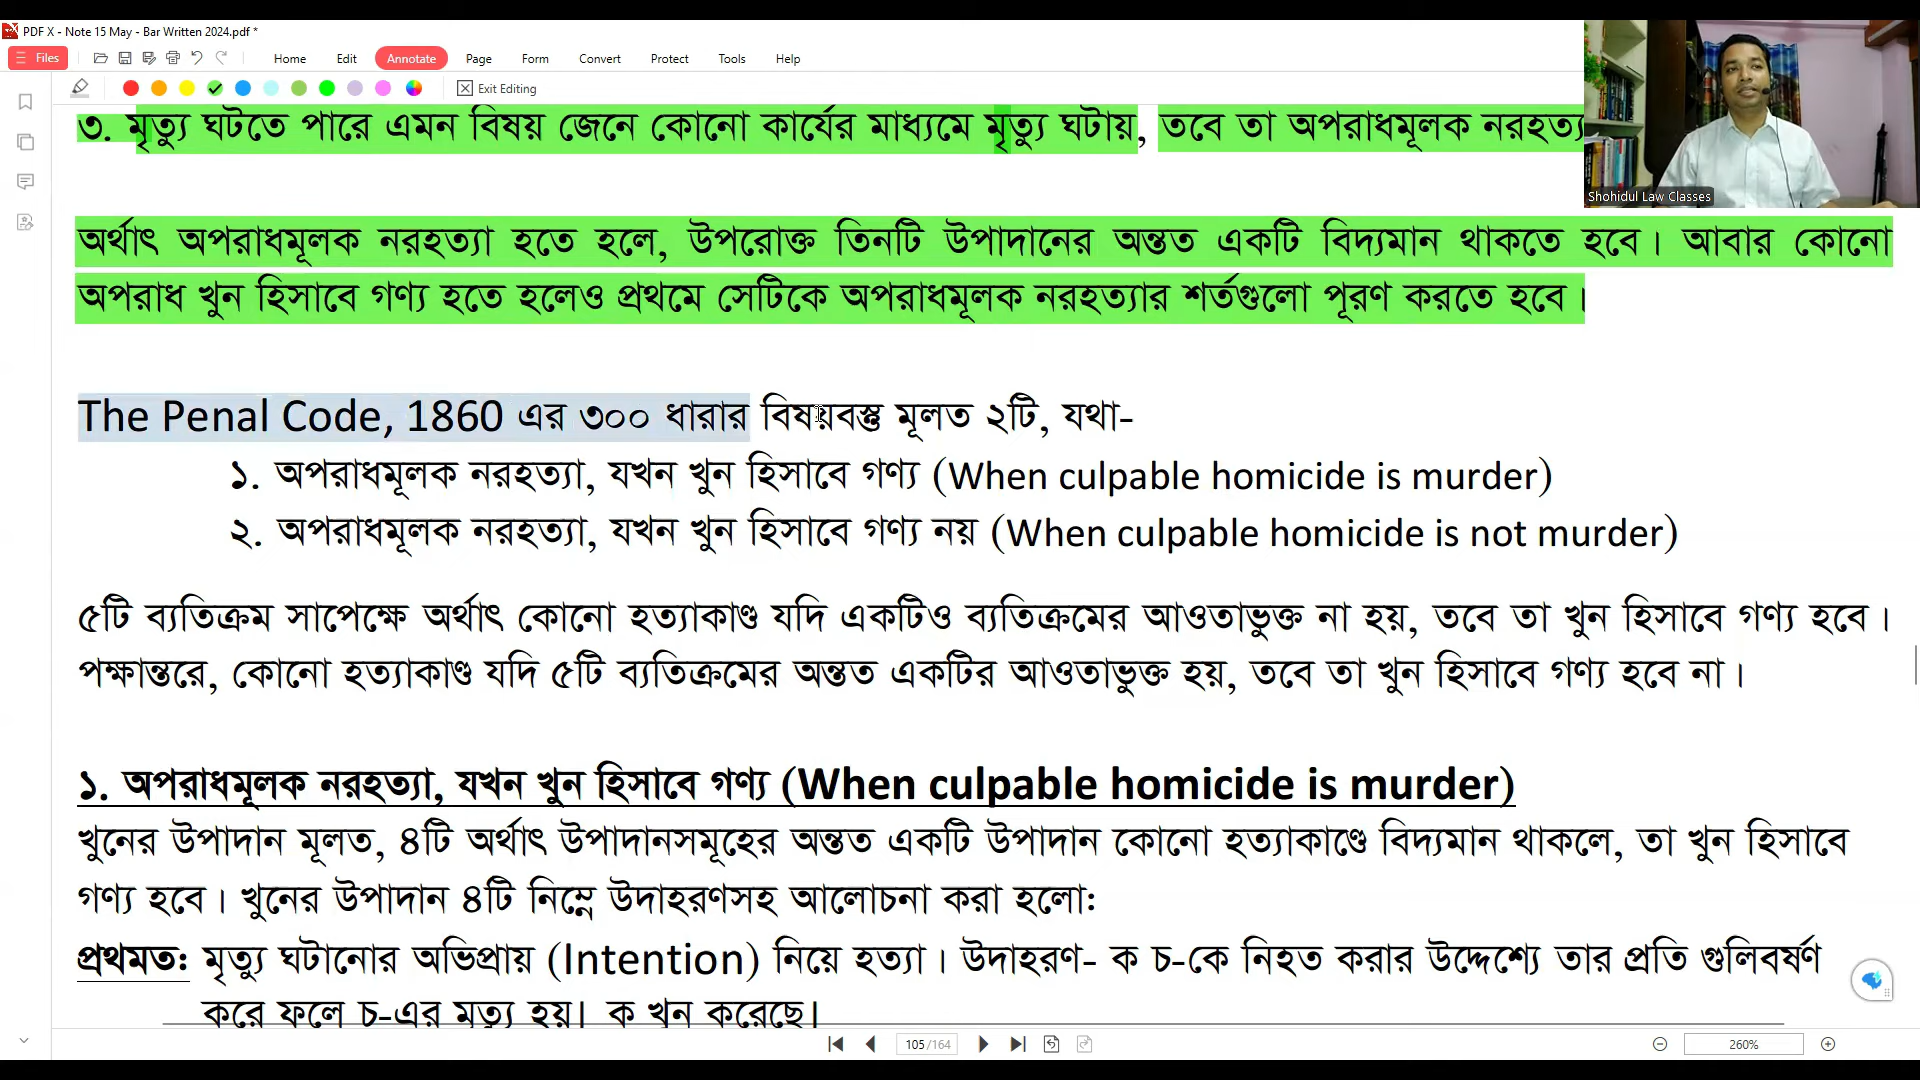 PDF X - Note 15 May - Bar Written 2024.pdf *
Files
Home Edit Annotate Page Form Convert Protect Tools Help
Exit Editing
৩. মৃত্যু ঘটতে পারে এমন বিষয় জেনে কোনো কার্যের মাধ্যমে মৃত্যু ঘটায়, তবে তা অপরাধমূলক নরহত্য
Shohidul Law Classes
অর্থাৎ অপরাধমূলক নরহত্যা হতে হলে, উপরোক্ত তিনটি উপাদানের অন্তত একটি বিদ্যমান থাকতে হবে। আবার কোনো
অপরাধ খুন হিসাবে গণ্য হতে হলেও প্রথমে সেটিকে অপরাধমূলক নরহত্যার শর্তগুলো পূরণ করতে হবে।
The Penal Code, 1860 এর ৩০০ ধারার বিষয়বস্তু মূলত ২টি, যথা-
১. অপরাধমূলক নরহত্যা, যখন খুন হিসাবে গণ্য (When culpable homicide is murder)
২. অপরাধমূলক নরহত্যা, যখন খুন হিসাবে গণ্য নয় (When culpable homicide is not murder)
৫টি ব্যতিক্রম সাপেক্ষে অর্থাৎ কোনো হত্যাকাণ্ড যদি একটিও ব্যতিক্রমের আওতাভুক্ত না হয়, তবে তা খুন হিসাবে গণ্য হবে।
পক্ষান্তরে, কোনো হত্যাকাণ্ড যদি ৫টি ব্যতিক্রমের অন্তত একটির আওতাভুক্ত হয়, তবে তা খুন হিসাবে গণ্য হবে না।
১. অপরাধমূলক নরহত্যা, যখন খুন হিসাবে গণ্য (When culpable homicide is murder)
খুনের উপাদান মূলত, ৪টি অর্থাৎ উপাদানসমূহের অন্তত একটি উপাদান কোনো হত্যাকাণ্ডে বিদ্যমান থাকলে, তা খুন হিসাবে
গণ্য হবে। খুনের উপাদান ৪টি নিম্নে উদাহরণসহ আলোচনা করা হলোঃ
প্রথমতঃ মৃত্যু ঘটানোর অভিপ্রায় (Intention) নিয়ে হত্যা। উদাহরণ- ক চ-কে নিহত করার উদ্দেশ্যে তার প্রতি গুলিবর্ষণ
করে ফলে চ-এর মৃত্যু হয়। ক খুন করেছে।
105 /164
260%